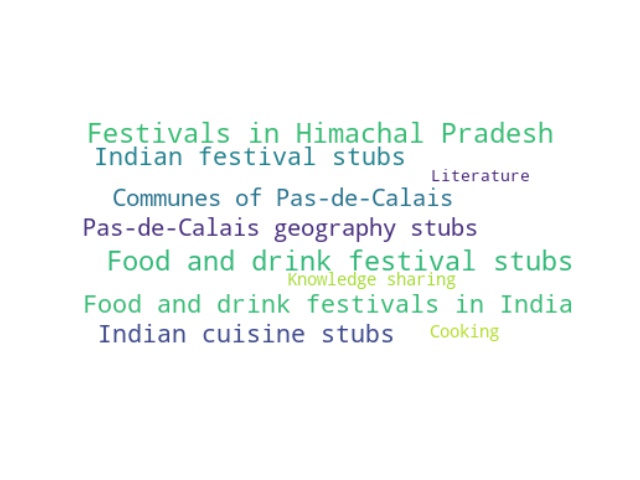 Festivals in Himachal Pradesh
Indian festival stubs
Literature
Communes of Pas-de-Calais
Pas-de-Calais geography stubs
Food and drink festival stubs
Knowledge sharing
Food and drink festivals in India
Indian cuisine stubs
Cooking